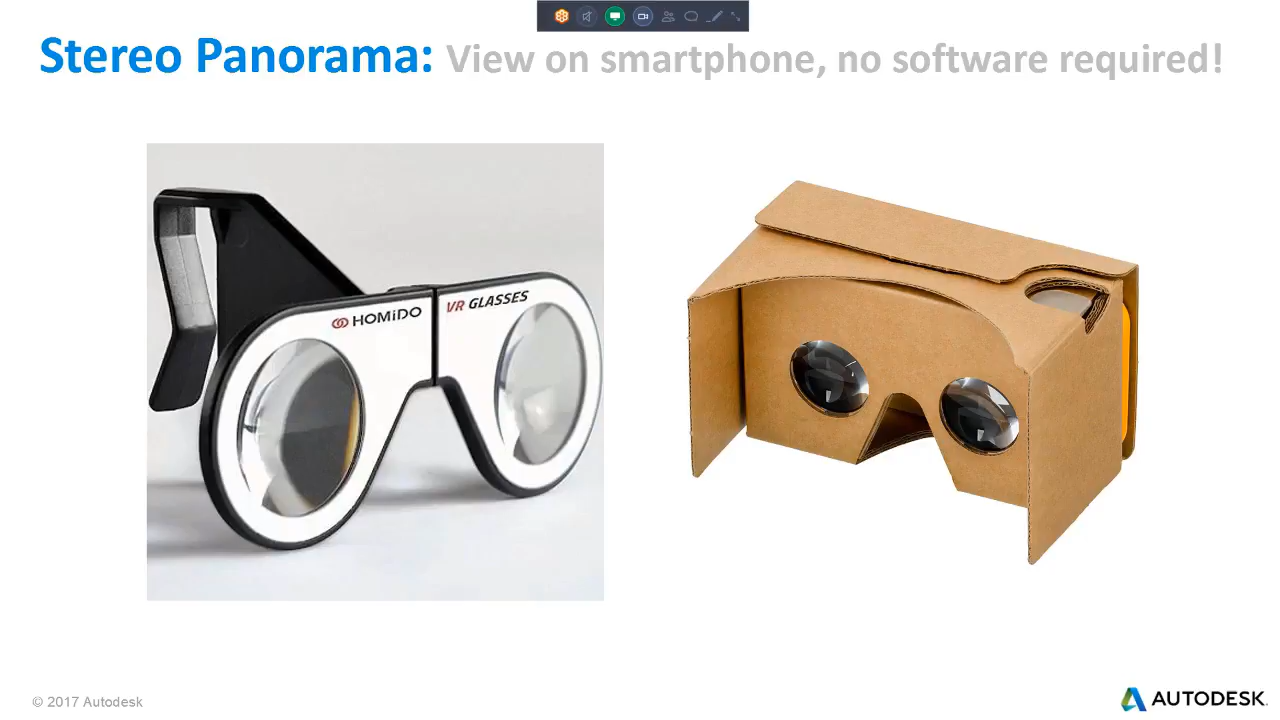 Stereo Panorama: View on smartphone, no software required!
HOMiDO VR GLASSES
© 2017 Autodesk
AUTODESK.